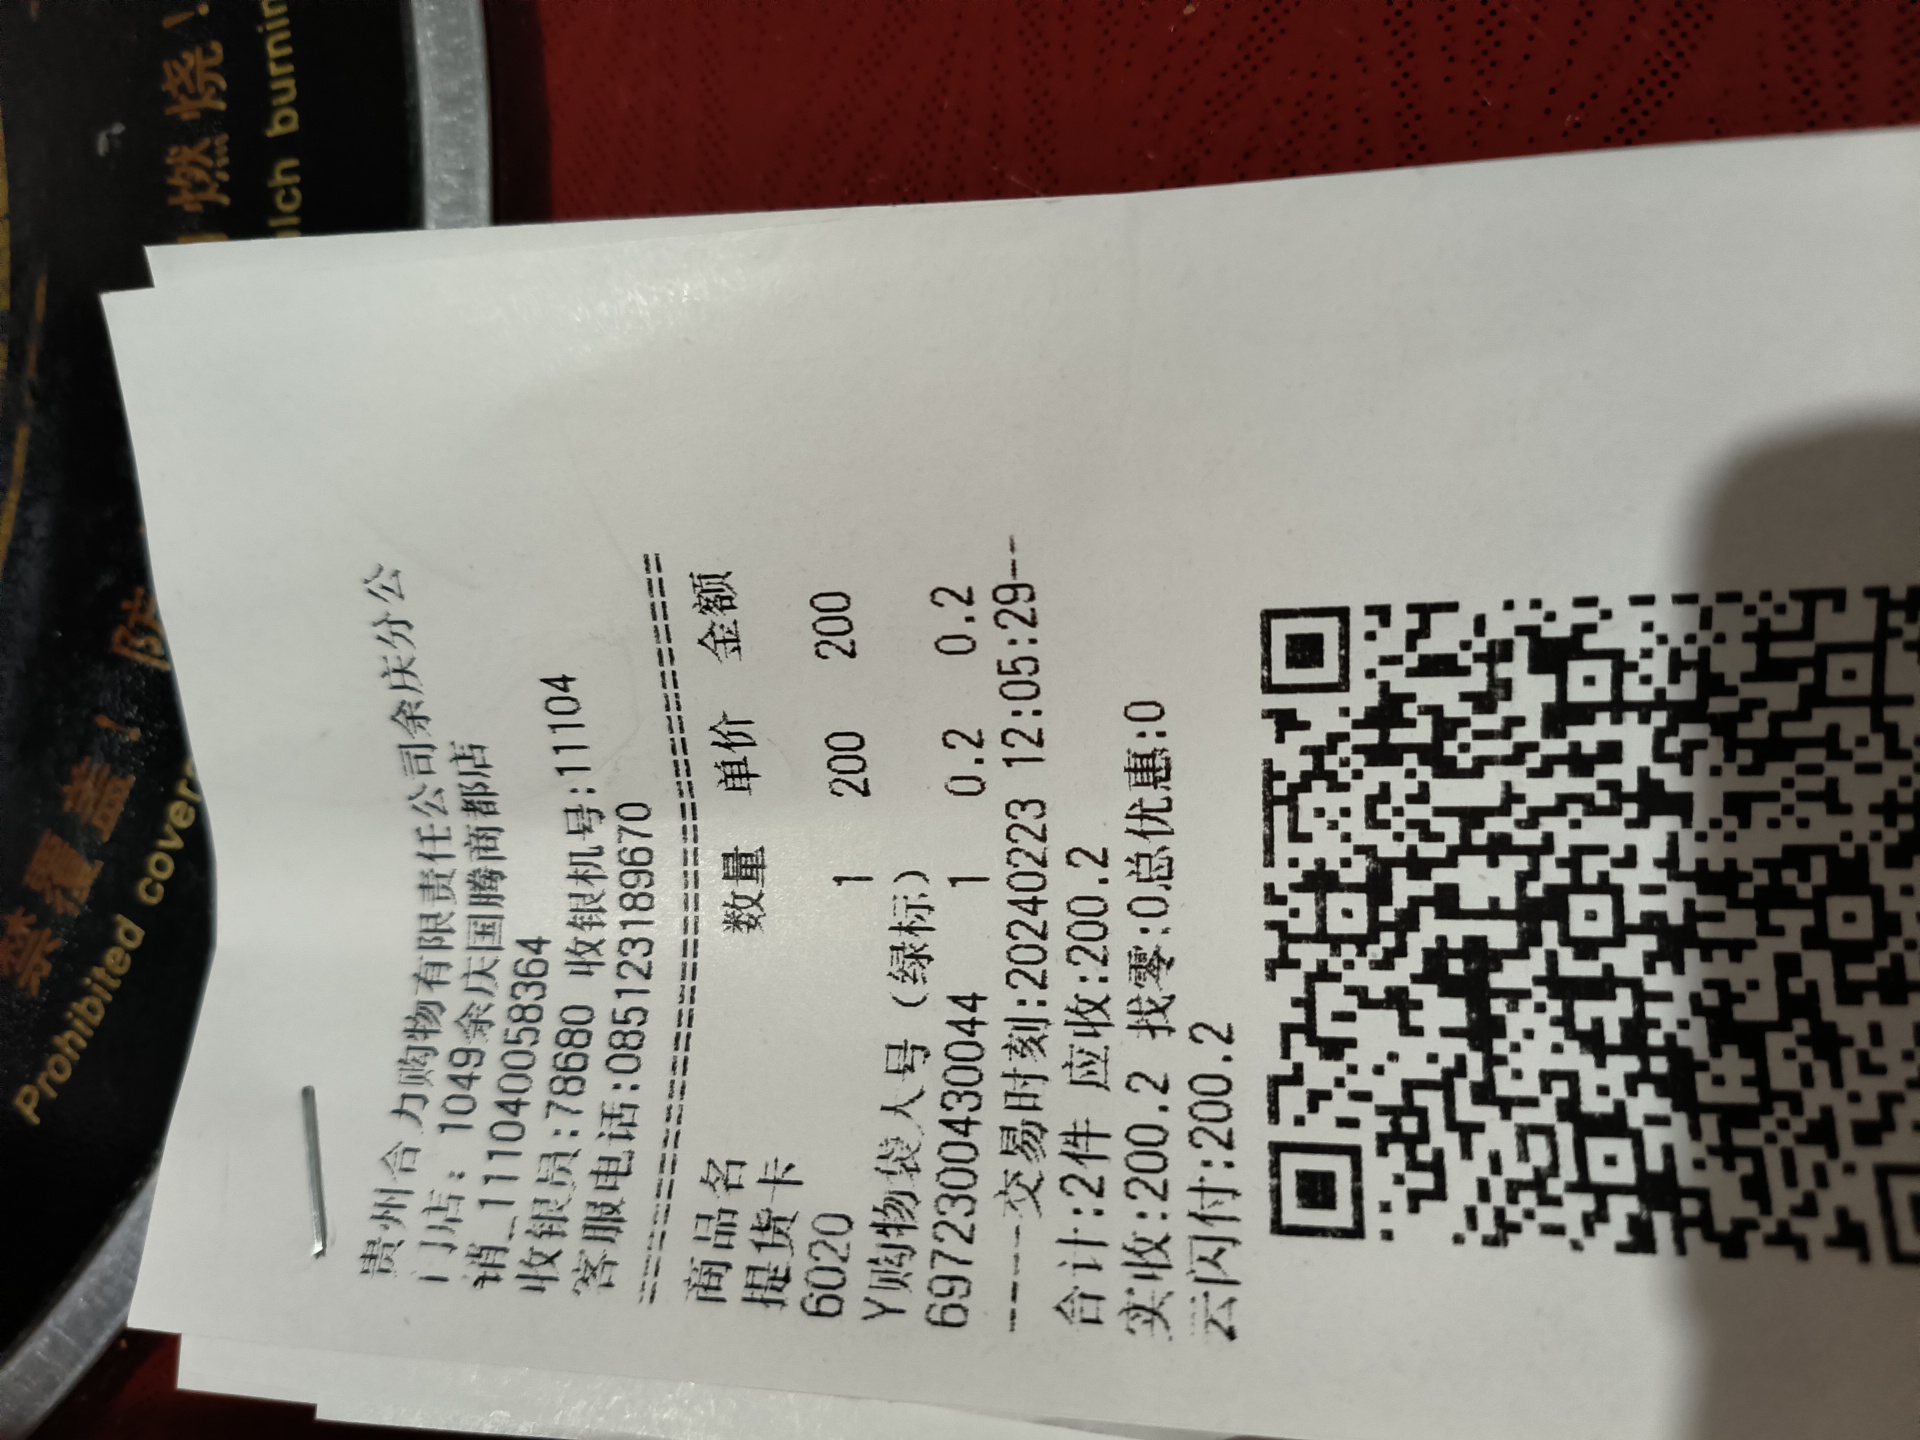 贵州合力购物有限责任公司余庆分公
门店: 1049余庆国腾商都店
销_1110400583​64
收银员:78680 收银机号:11104
客服电话:085123189670
商品名 数量 单价 金额
提货卡
6020 1 200 200
Y购物袋大号(绿标)
6972300430044 1 0.2 0.2
----交易时刻:20240223 12:05:29--
合计:2件 应收:200.2
实收:200.2 找零:0总优惠:0
云闪付:200.2
禁覆盖!
Prohibited cover
燃烧!
burnin